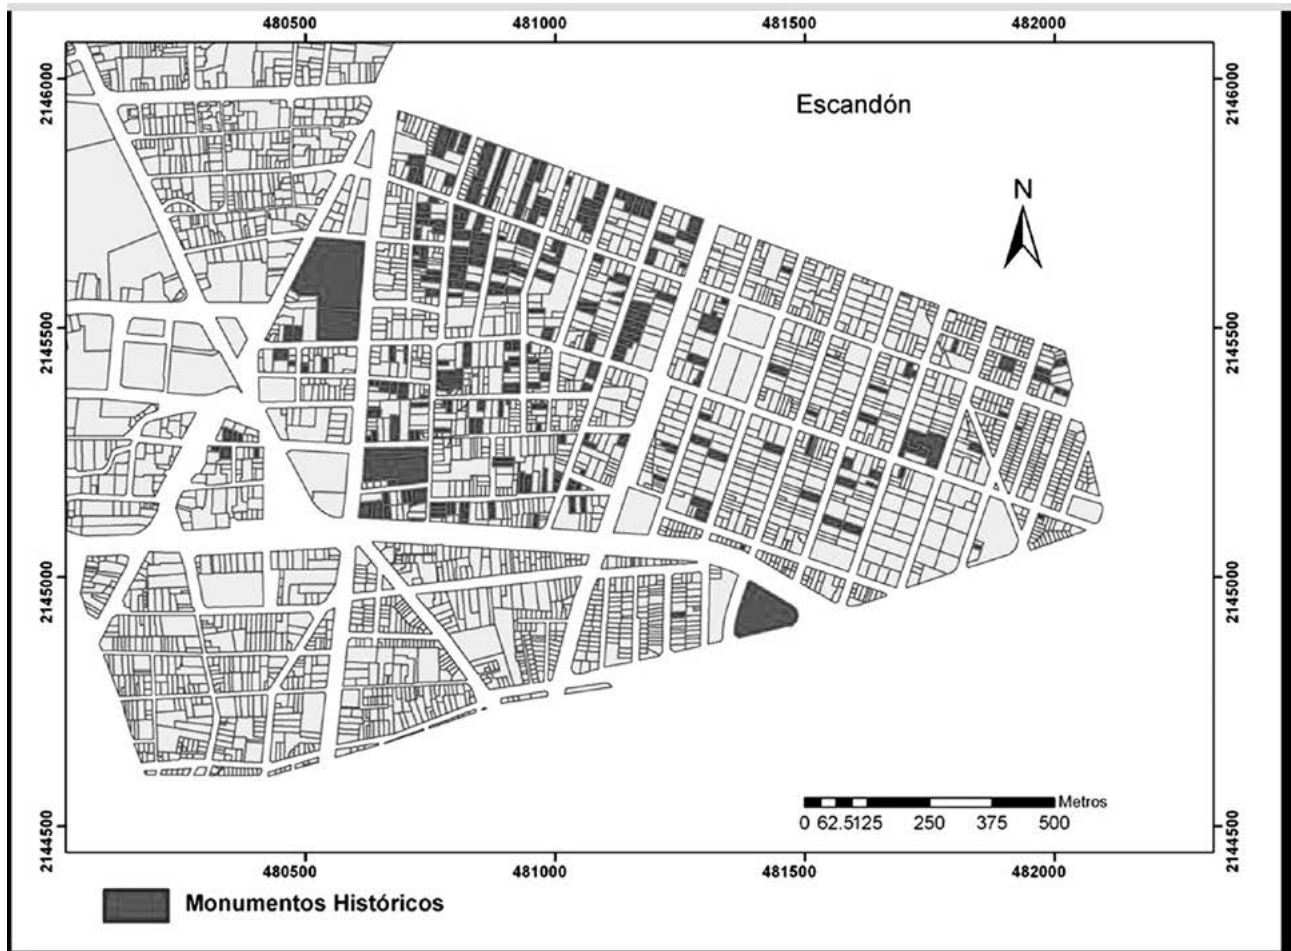 480500 481000 481500 482000
2146000 2146000
Escandón
N
2145500 2145500
2145000 2145000
Metros
0 62.5125 250 375 500
2144500 2144500
480500 481000 481500 482000
Monumentos Históricos